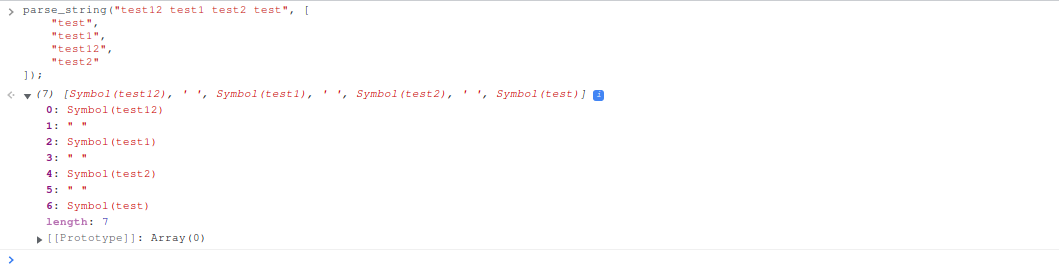 parse_string("test12 test1 test2 test", [
"test",
"test1",
"test12",
"test2"
]);
(7) [Symbol(test12), ' ', Symbol(test1), ' ', Symbol(test2), ' ', Symbol(test)] i
0: Symbol(test12)
1: " "
2: Symbol(test1)
3: " "
4: Symbol(test2)
5: " "
6: Symbol(test)
length: 7
[[Prototype]]: Array(0)